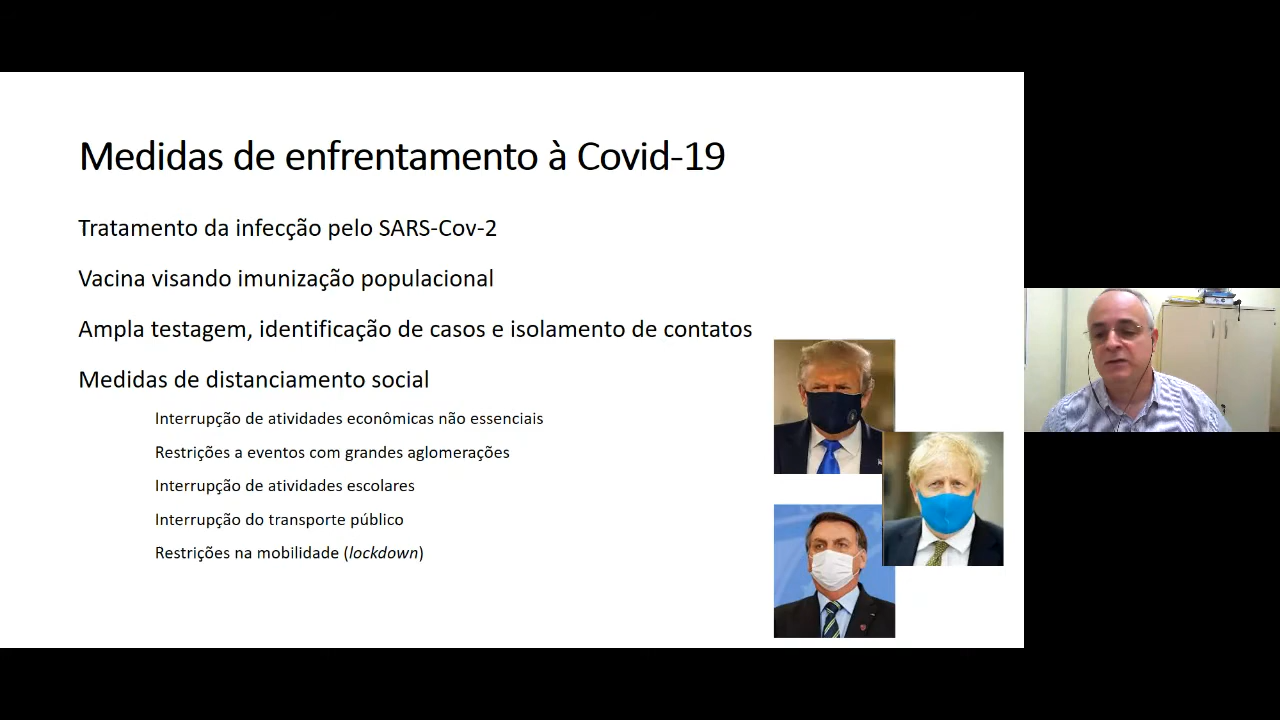 Medidas de enfrentamento à Covid-19
Tratamento da infecção pelo SARS-Cov-2
Vacina visando imunização populacional
Ampla testagem, identificação de casos e isolamento de contatos
Medidas de distanciamento social
Interrupção de atividades econômicas não essenciais
Restrições a eventos com grandes aglomerações
Interrupção de atividades escolares
Interrupção do transporte público
Restrições na mobilidade (lockdown)